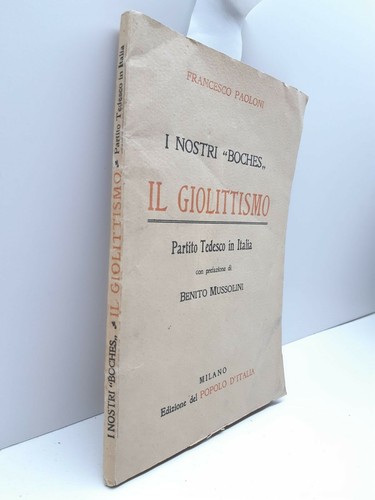 FRANCESCO PAOLONI
I NOSTRI “BOCHES„
IL GIOLITTISMO
Partito Tedesco in Italia
con prefazione di
BENITO MUSSOLINI
MILANO
Edizione del POPOLO D'ITALIA
I NOSTRI “BOCHES„ IL GIOLITTISMO Partito Tedesco in Italia